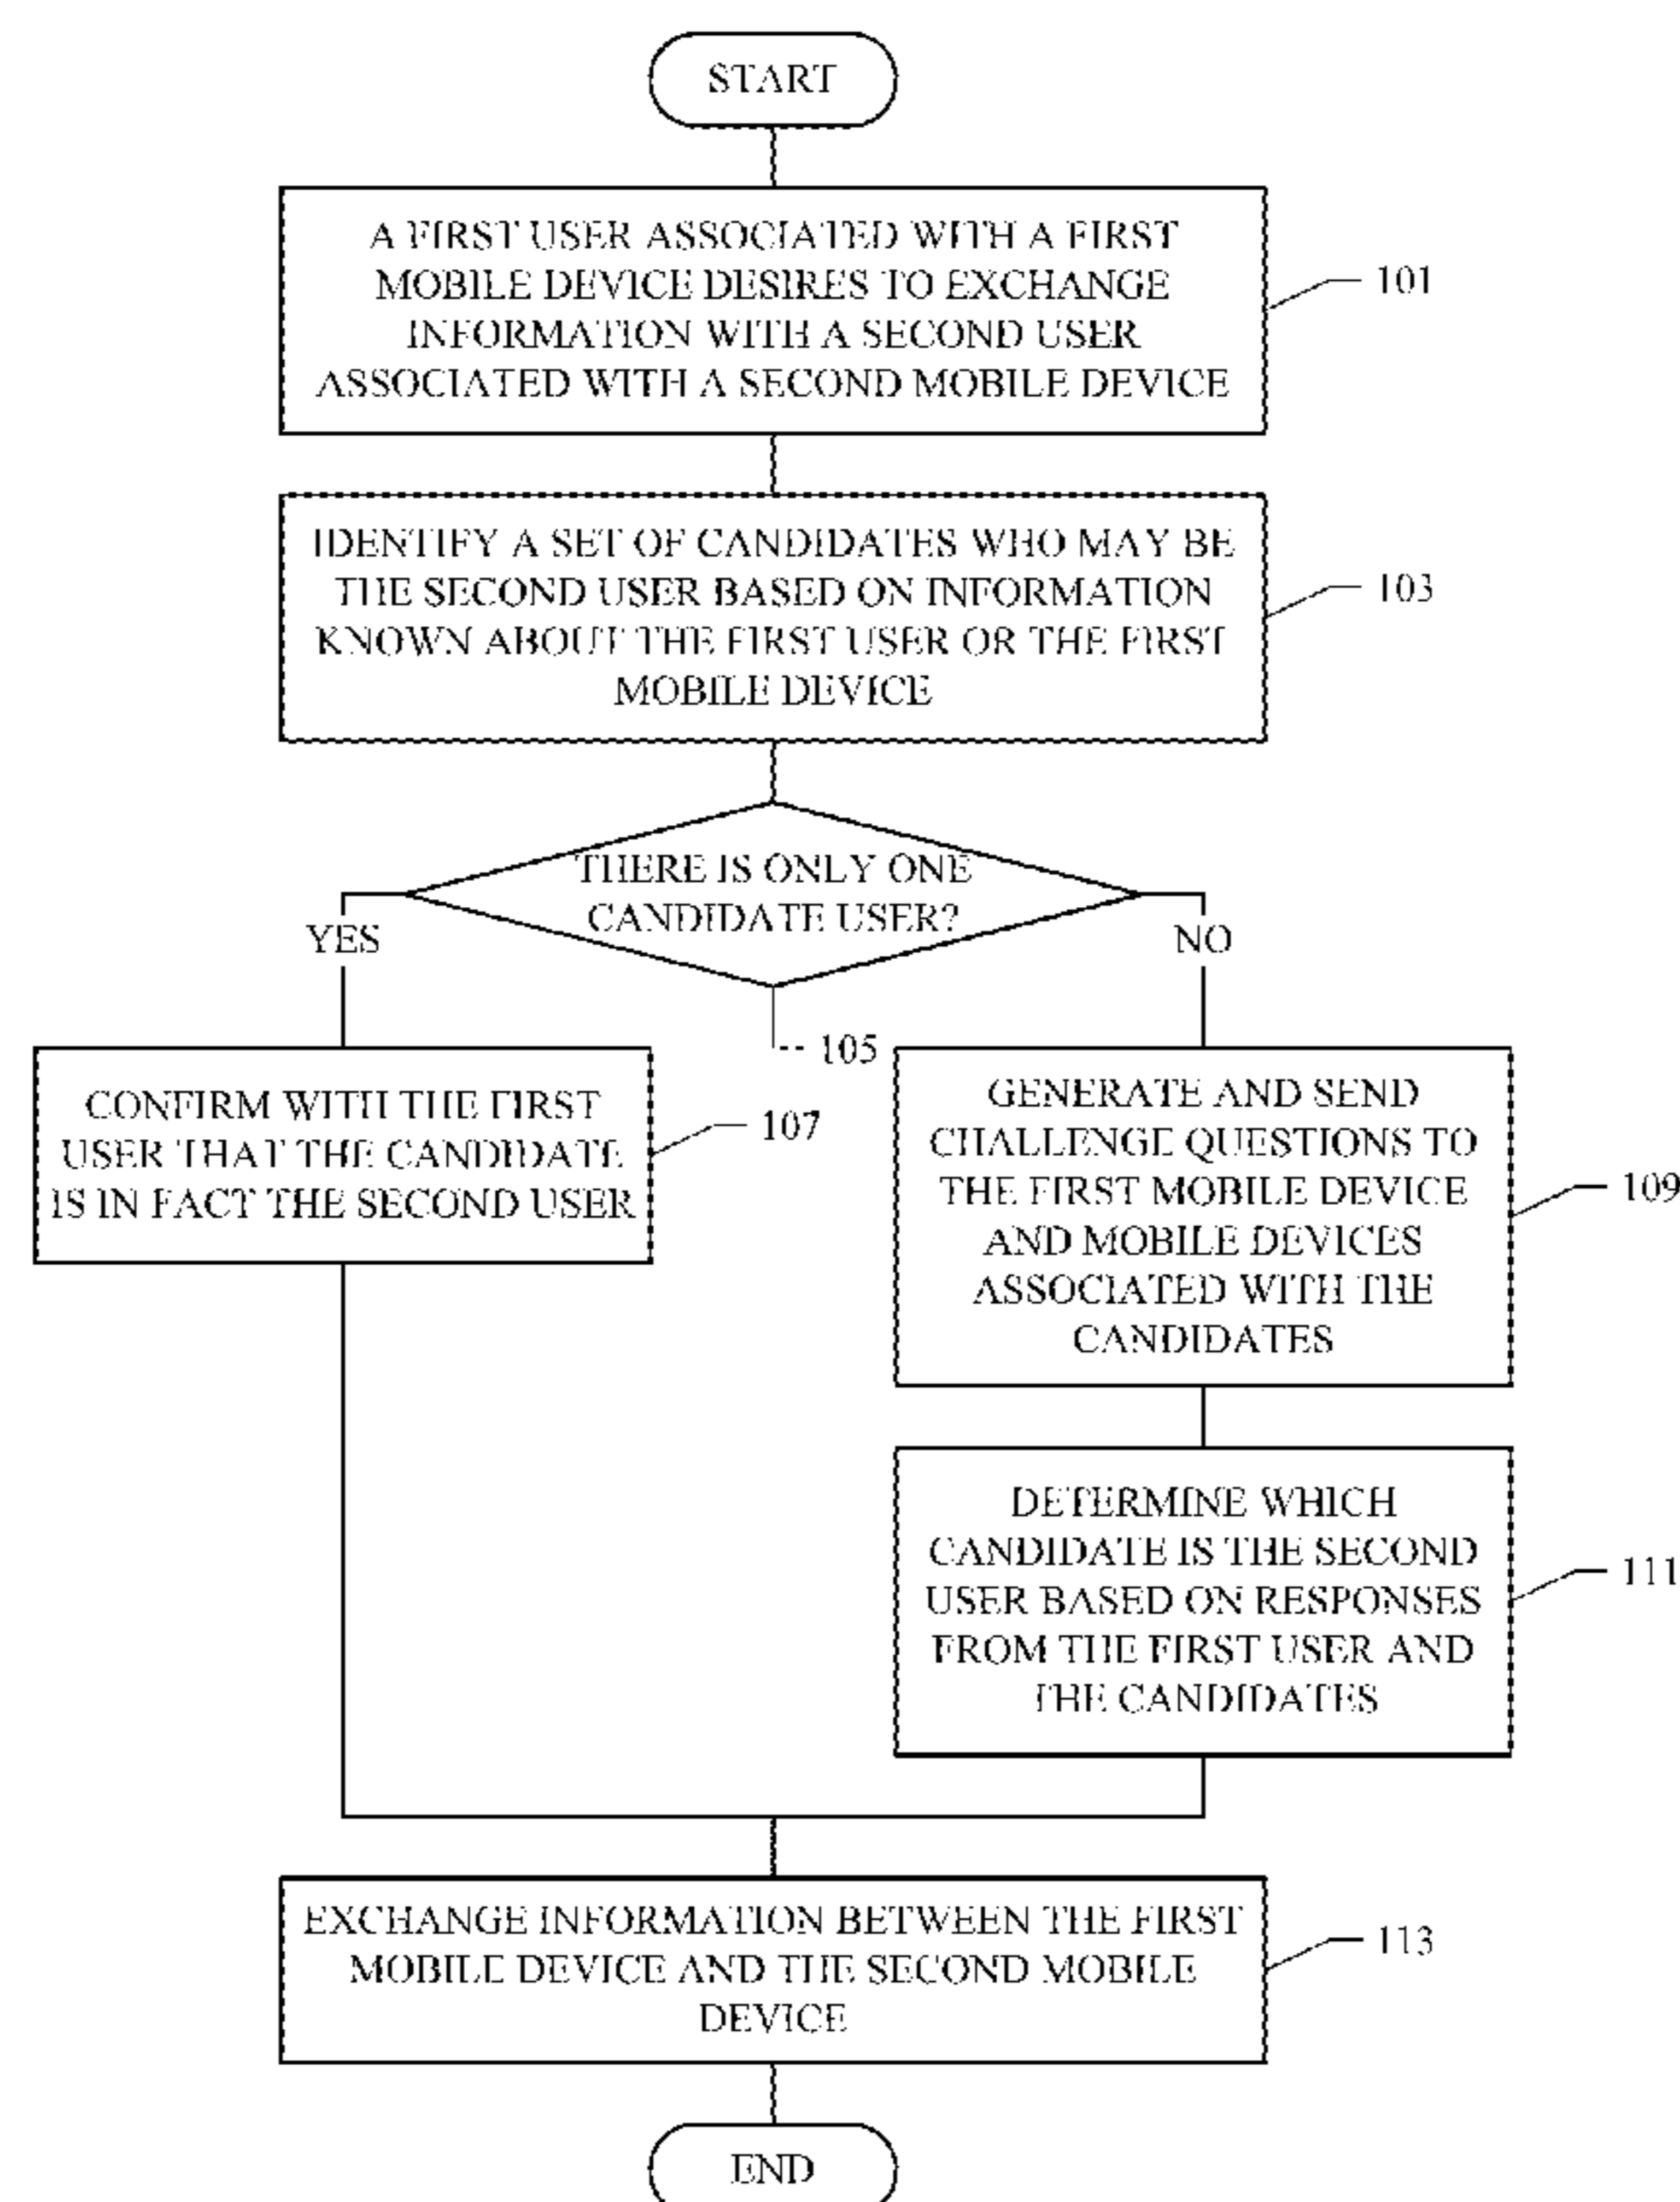 START
A FIRST USER ASSOCIATED WITH A FIRST
MOBILE DEVICE DESIRES TO EXCHANGE
INFORMATION WITH A SECOND USER
ASSOCIATED WITH A SECOND MOBILE DEVICE
101
IDENTIFY A SET OF CANDIDATES WHO MAY BE
THE SECOND USER BASED ON INFORMATION
KNOWN ABOUT THE FIRST USER OR THE FIRST
MOBILE DEVICE
103
THERE IS ONLY ONE
CANDIDATE USER?
YES
NO
105
CONFIRM WITH THE FIRST
USER THAT THE CANDIDATE
IS IN FACT THE SECOND USER
107
GENERATE AND SEND
CHALLENGE QUESTIONS TO
THE FIRST MOBILE DEVICE
AND MOBILE DEVICES
ASSOCIATED WITH THE
CANDIDATES
109
DETERMINE WHICH
CANDIDATE IS THE SECOND
USER BASED ON RESPONSES
FROM THE FIRST USER AND
THE CANDIDATES
111
EXCHANGE INFORMATION BETWEEN THE FIRST
MOBILE DEVICE AND THE SECOND MOBILE
DEVICE
113
END